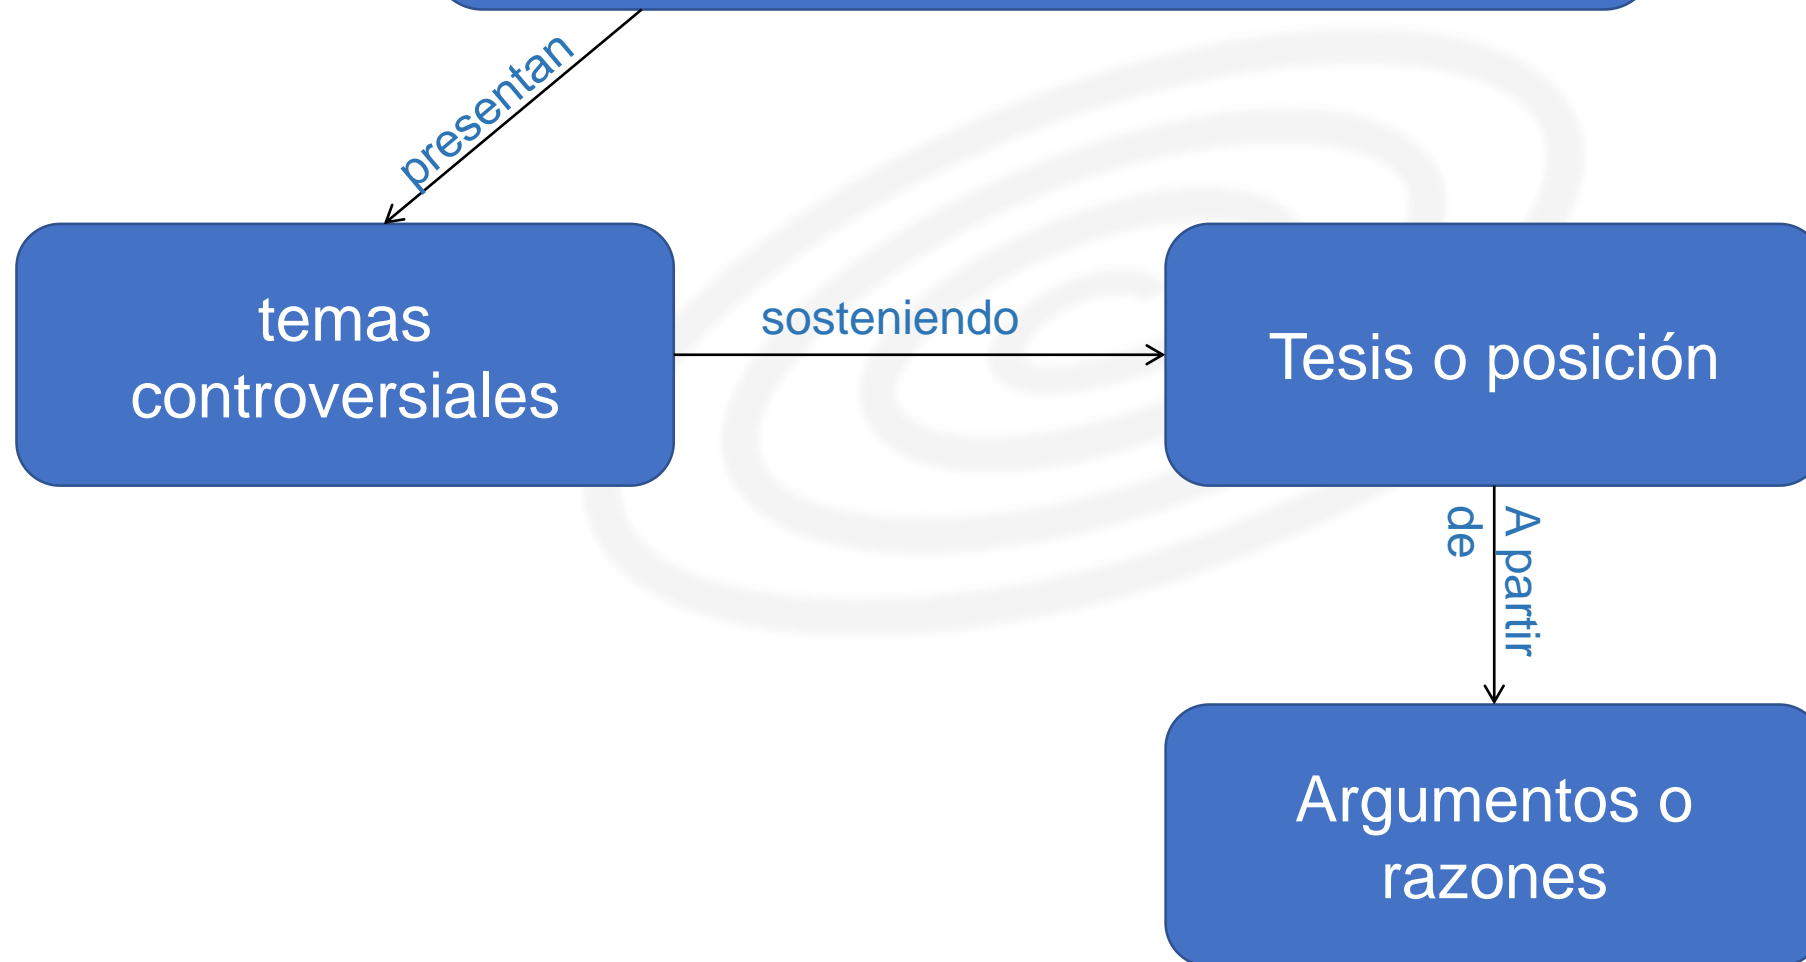 presentan
temas
controversiales
sosteniendo
Tesis o posición
A partir
de
Argumentos o
razones